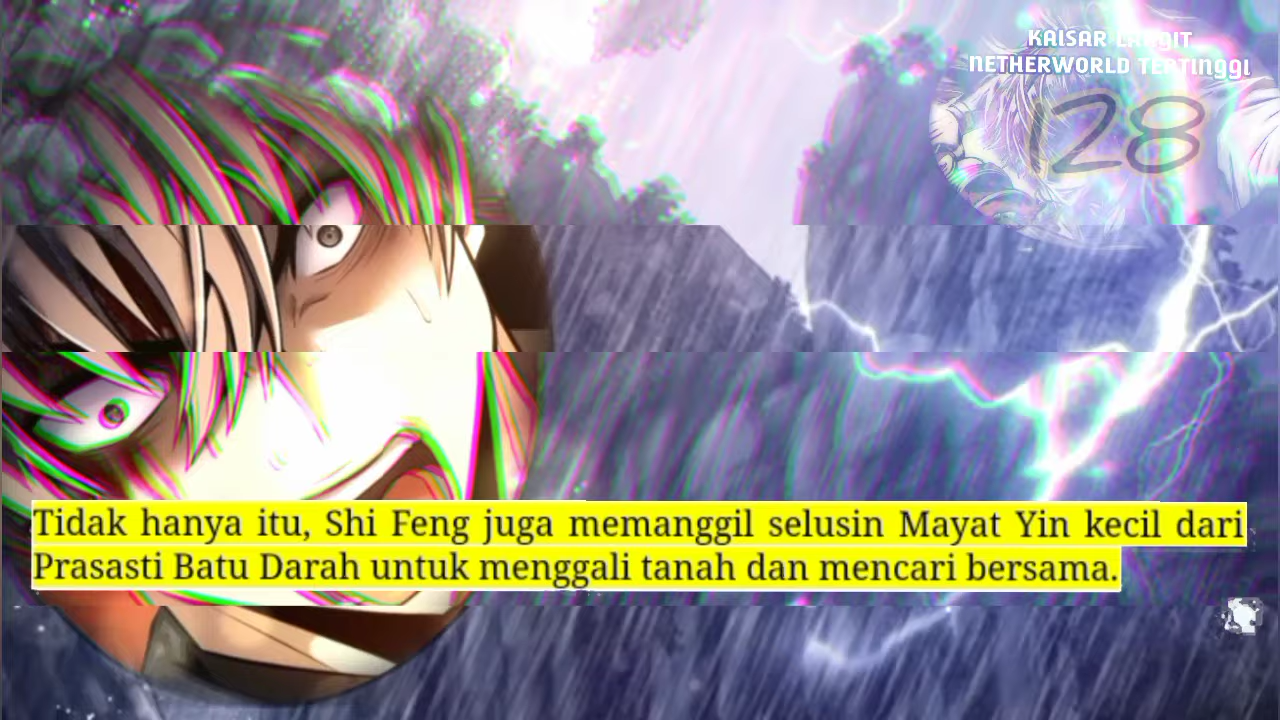 KAISAR LANGIT
NETHERWORLD TERTINGGI
128
Tidak hanya itu, Shi Feng juga memanggil selusin Mayat Yin kecil dari
Prasasti Batu Darah untuk menggali tanah dan mencari bersama.